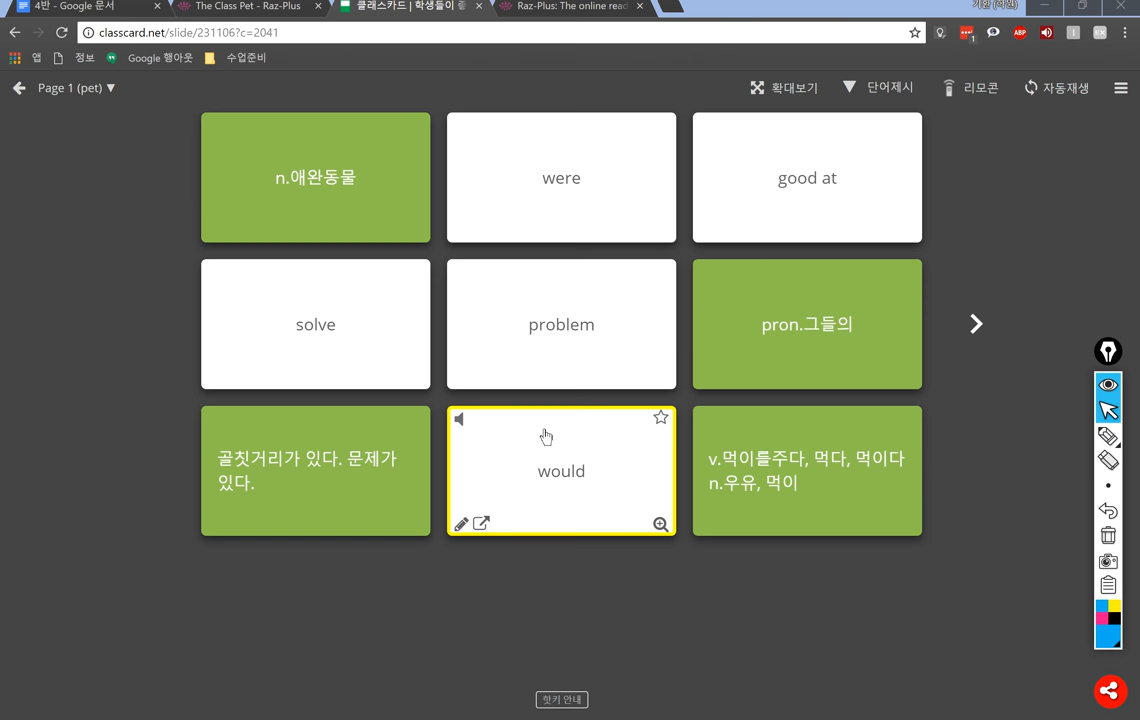 4반 - Google 문서
The Class Pet - Raz-Plus
클래스카드 | 학생들이 즐
Raz-Plus: The online read
classcard.net/slide/231106?c=2041
앱
정보
Google 행아웃
수업준비
Page 1 (pet) ▼
확대보기
단어제시
리모콘
자동재생
n.애완동물
were
good at
solve
problem
pron.그들의
골칫거리가 있다. 문제가
있다.
would
v.먹이를주다, 먹다, 먹이다
n.우유, 먹이
핫키 안내
ABP
1